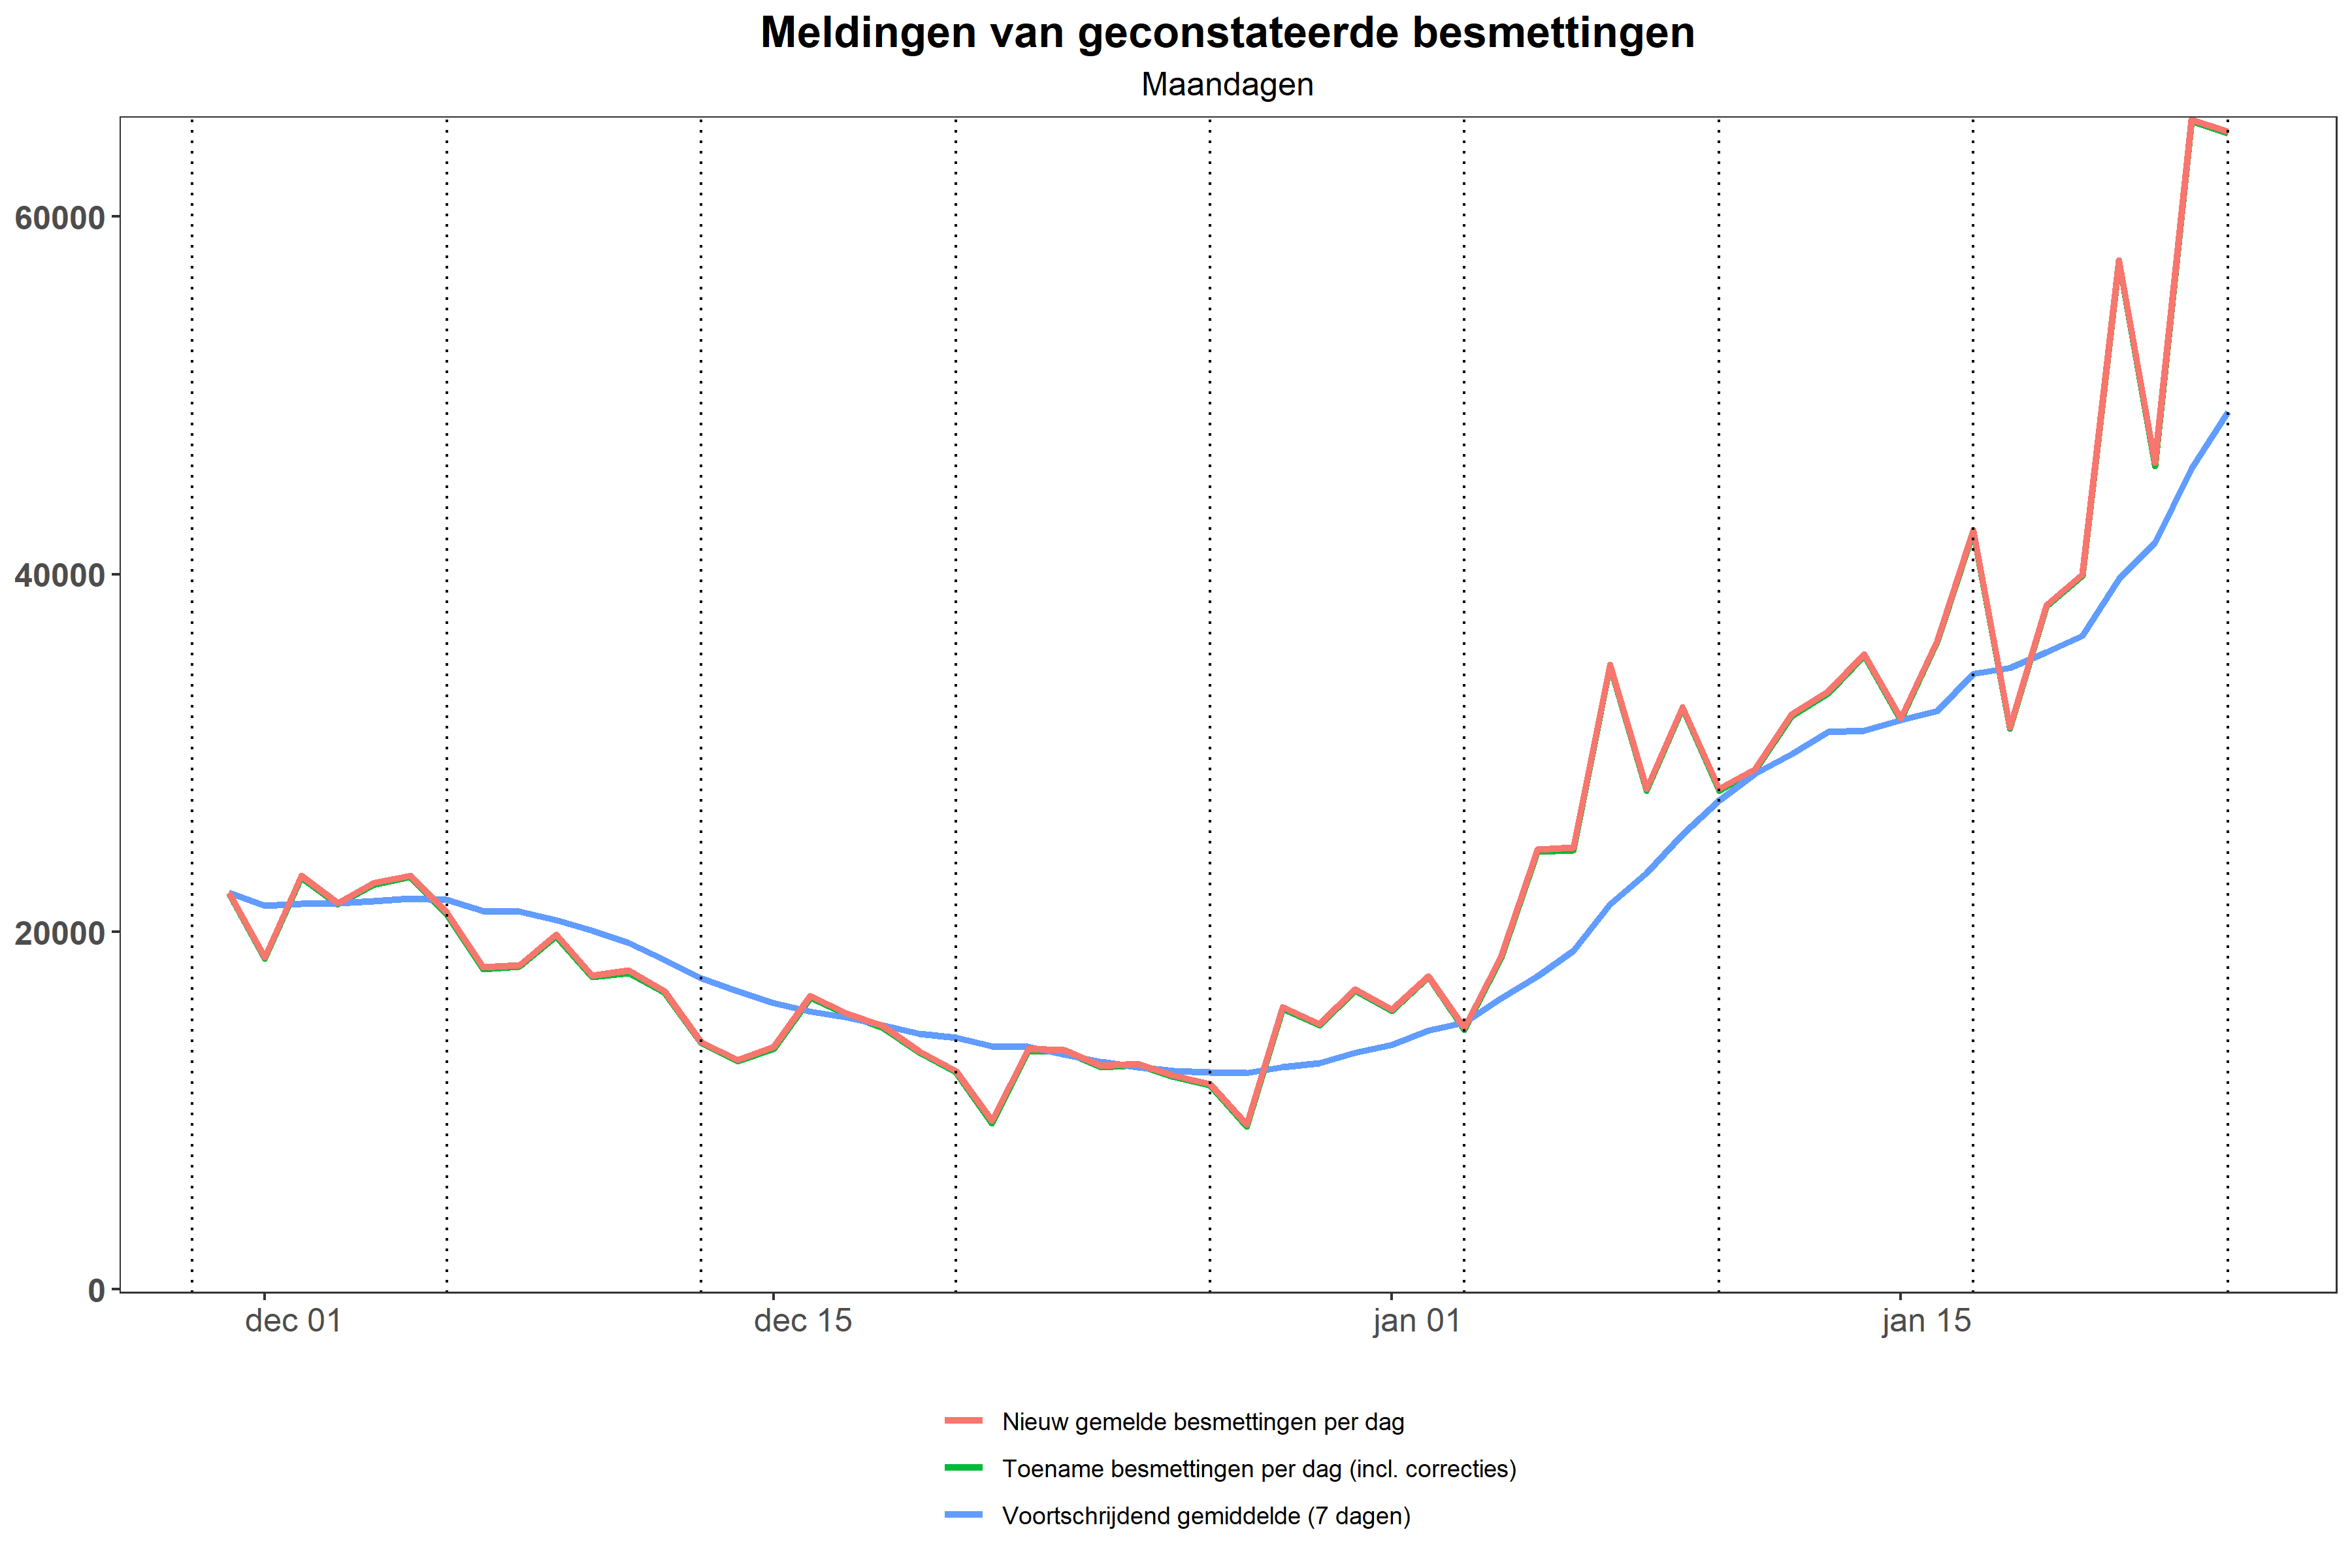 Meldingen van geconstateerde besmettingen
Maandagen
60000
40000
20000
0
dec 01
dec 15
jan 01
jan 15
Nieuw gemelde besmettingen per dag
Toename besmettingen per dag (incl. correcties)
Voortschrijdend gemiddelde (7 dagen)